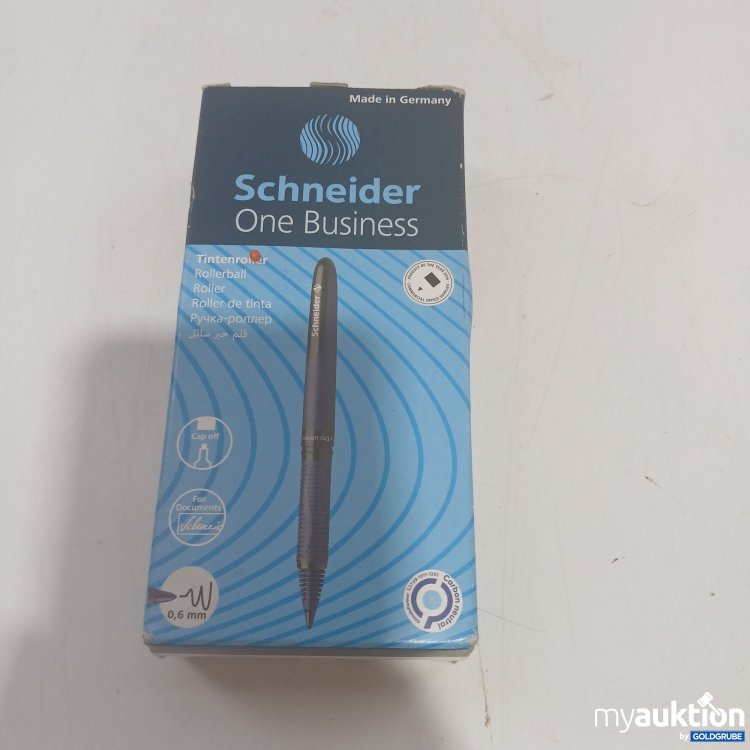 Made in Germany
Schneider
One Business
Tintenroller
Rollerball
Roller
Roller de tinta
Ручка-роллер
قلم حبر سائل
Schneider
Cap off
For
Documents
0,6 mm
Carbon neutral
myauktion
by GOLDGRUBE